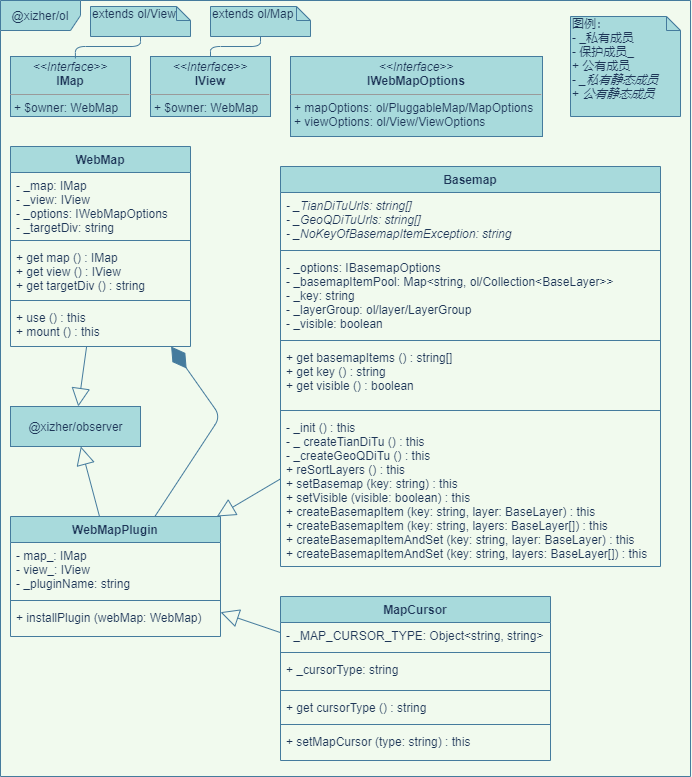 @xizher/ol
extends ol/View
extends ol/Map
图例：
- _私有成员
- 保护成员_
+ 公有成员
- _私有静态成员
+ 公有静态成员
<<Interface>>
IMap
+ $owner: WebMap
<<Interface>>
IView
+ $owner: WebMap
<<Interface>>
IWebMapOptions
+ mapOptions: ol/PluggableMap/MapOptions
+ viewOptions: ol/View/ViewOptions
WebMap
- _map: IMap
- _view: IView
- _options: IWebMapOptions
- _targetDiv: string
+ get map () : IMap
+ get view () : IView
+ get targetDiv () : string
+ use () : this
+ mount () : this
Basemap
- _TianDiTuUrls: string[]
- _GeoQDiTuUrls: string[]
- _NoKeyOfBasemapItemException: string
- _options: IBasemapOptions
- _basemapItemPool: Map<string, ol/Collection<BaseLayer>>
- _key: string
- _layerGroup: ol/layer/LayerGroup
- _visible: boolean
+ get basemapItems () : string[]
+ get key () : string
+ get visible () : boolean
- _init () : this
- _ createTianDiTu () : this
- _createGeoQDiTu () : this
+ reSortLayers () : this
+ setBasemap (key: string) : this
+ setVisible (visible: boolean) : this
+ createBasemapItem (key: string, layer: BaseLayer) : this
+ createBasemapItem (key: string, layers: BaseLayer[]) : this
+ createBasemapItemAndSet (key: string, layer: BaseLayer) : this
+ createBasemapItemAndSet (key: string, layers: BaseLayer[]) : this
@xizher/observer
WebMapPlugin
- map_: IMap
- view_: IView
- _pluginName: string
+ installPlugin (webMap: WebMap)
MapCursor
- _MAP_CURSOR_TYPE: Object<string, string>
+ _cursorType: string
+ get cursorType () : string
+ setMapCursor (type: string) : this